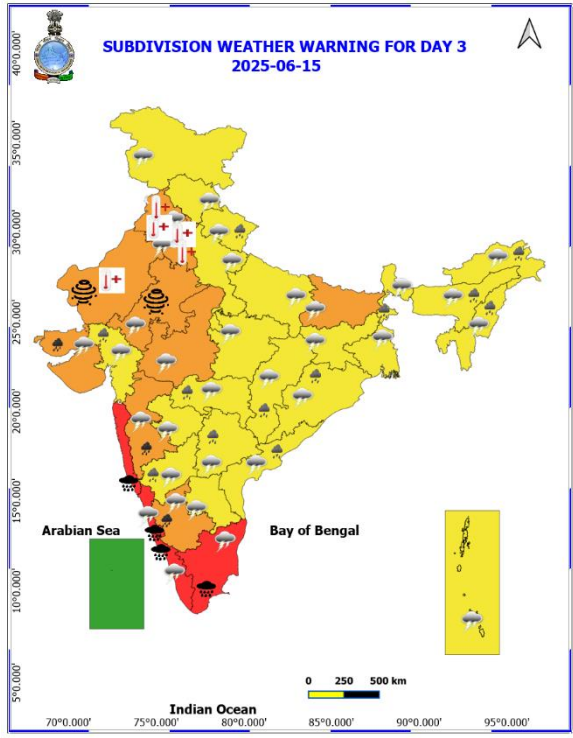 SUBDIVISION WEATHER WARNING FOR DAY 3
2025-06-15
40°0.000'
35°0.000'
30°0.000'
25°0.000'
20°0.000'
15°0.000'
10°0.000'
5°0.000'
Arabian Sea
Bay of Bengal
0 250 500 km
Indian Ocean
70°0.000' 75°0.000' 80°0.000' 85°0.000' 90°0.000' 95°0.000'